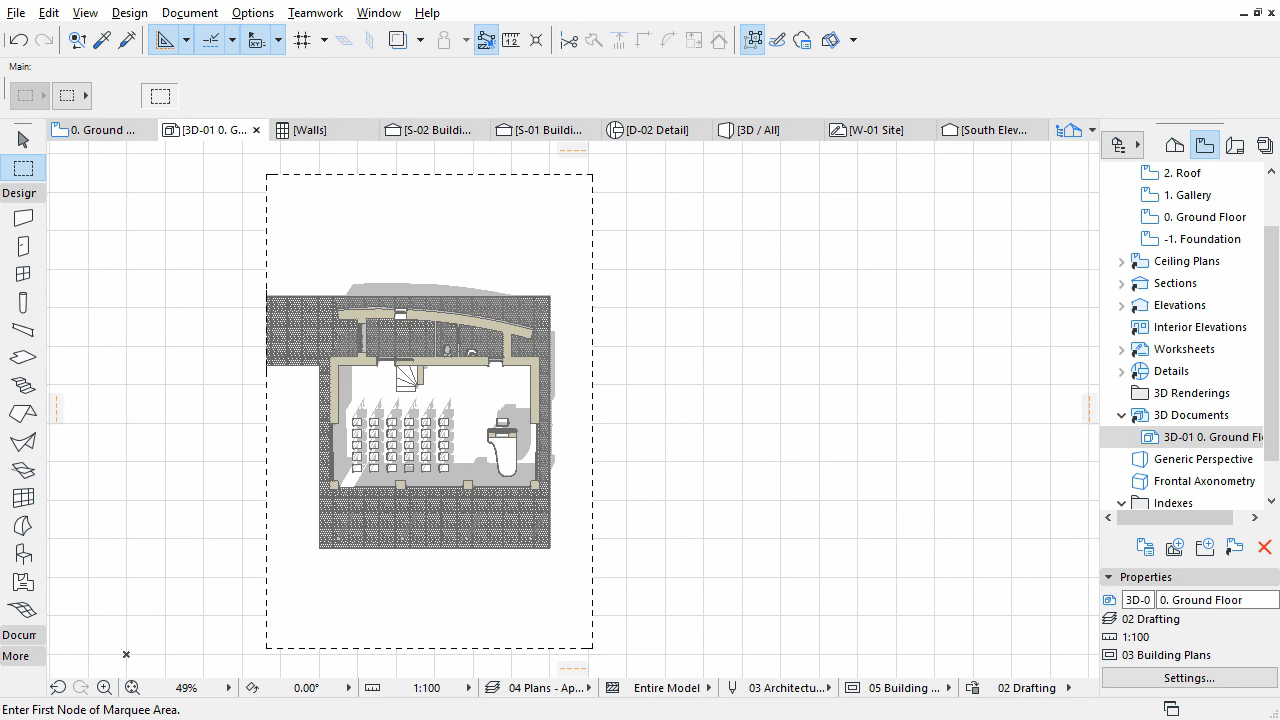 File Edit View Design Document Options Teamwork Window Help
Main:
0. Ground ...
[3D-01 0. G...
[Walls]
[S-02 Buildi...
[S-01 Buildi...
[D-02 Detail]
[3D / All]
[W-01 Site]
[South Elev...
Design
Docum
More
2. Roof
1. Gallery
0. Ground Floor
-1. Foundation
Ceiling Plans
Sections
Elevations
Interior Elevations
Worksheets
Details
3D Renderings
3D Documents
3D-01 0. Ground Fl
Generic Perspective
Frontal Axonometry
Indexes
Properties
3D-0 0. Ground Floor
02 Drafting
1:100
03 Building Plans
Settings...
49% 0.00° 1:100 04 Plans - Ap... Entire Model 03 Architectu... 05 Building ... 02 Drafting
Enter First Node of Marquee Area.